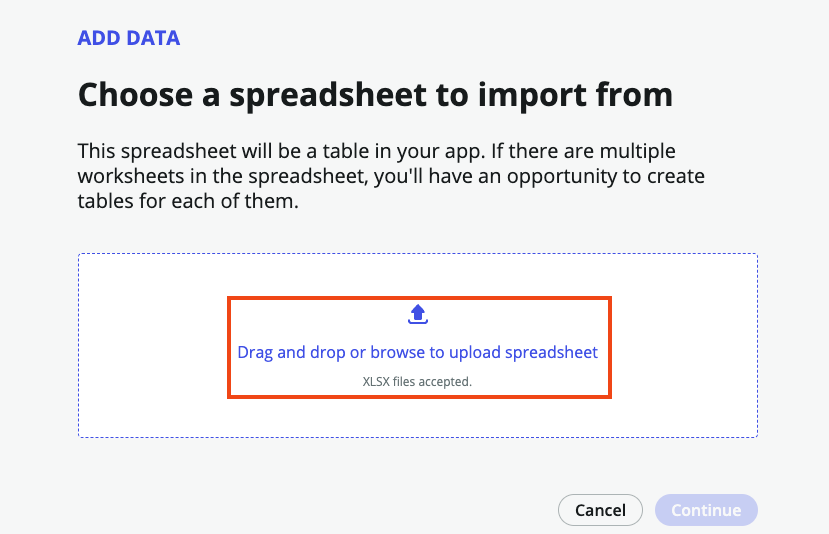 ADD DATA
Choose a spreadsheet to import from
This spreadsheet will be a table in your app. If there are multiple
worksheets in the spreadsheet, you'll have an opportunity to create
tables for each of them.
Drag and drop or browse to upload spreadsheet
XLSX files accepted.
Cancel
Continue